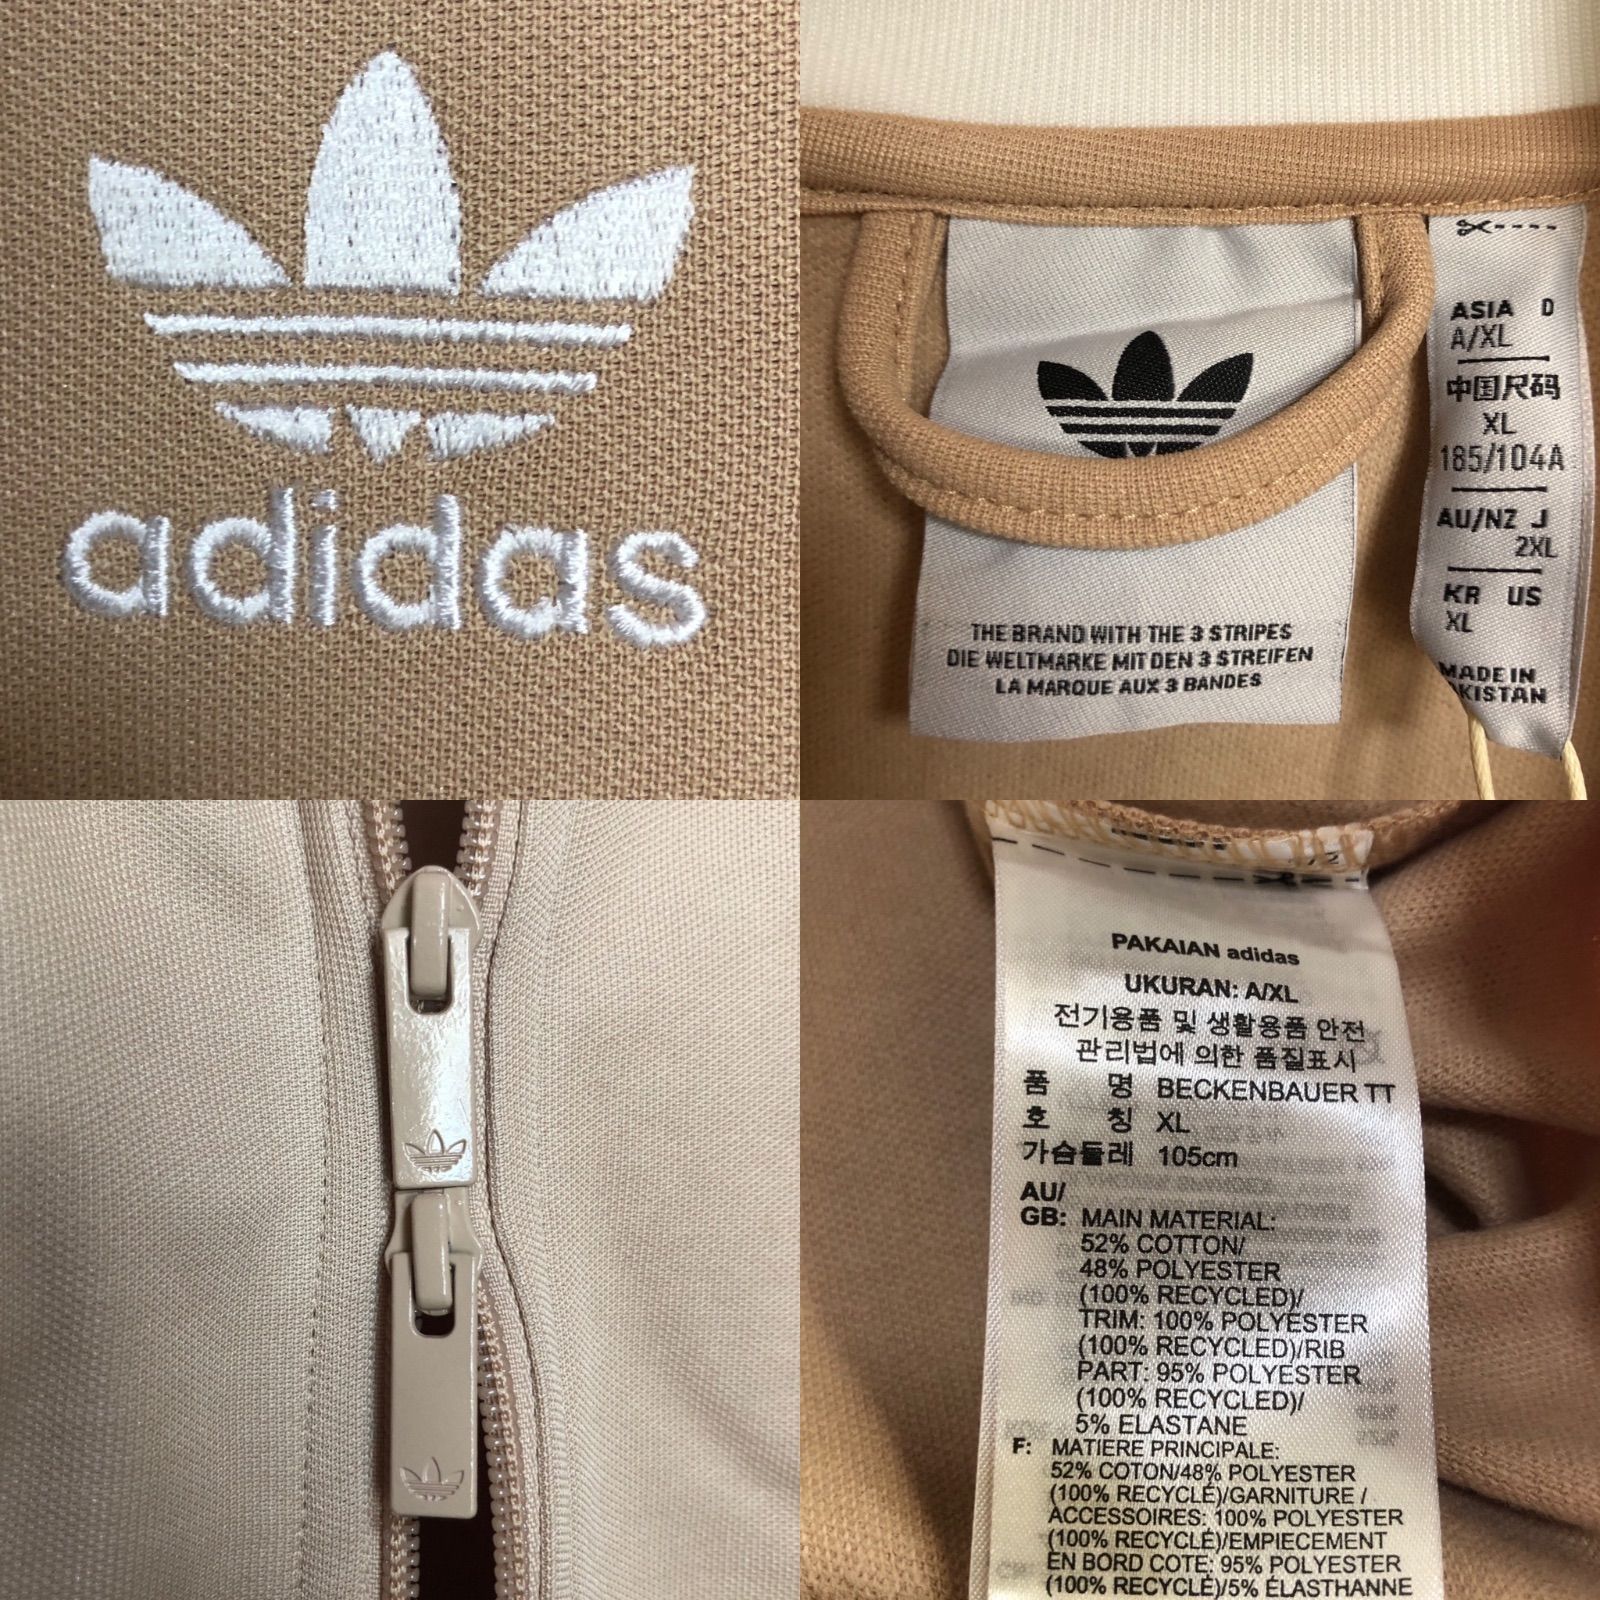 adidas
THE BRAND WITH THE 3 STRIPES
DIE WELTMARKE MIT DEN 3 STREIFEN
LA MARQUE AUX 3 BANDES
ASIA D
A/XL
中国尺码
XL
185/104A
AU/NZ J
2XL
KR US
XL
MADE IN
KISTAN
PAKAIAN adidas
UKURAN: A/XL
전기용품 및 생활용품 안전
관리법에 의한 품질표시
품 명 BECKENBAUER TT
호 칭 XL
가슴둘레 105cm
AU/
GB: MAIN MATERIAL:
52% COTTON/
48% POLYESTER
(100% RECYCLED)/
TRIM: 100% POLYESTER
(100% RECYCLED)/RIB
PART: 95% POLYESTER
(100% RECYCLED)/
5% ELASTANE
F: MATIERE PRINCIPALE:
52% COTON/48% POLYESTER
(100% RECYCLÉ)/GARNITURE /
ACCESSOIRES: 100% POLYESTER
(100% RECYCLÉ)/EMPIECEMENT
EN BORD COTE: 95% POLYESTER
(100% RECYCLÉ)/5% ÉLASTHANNE